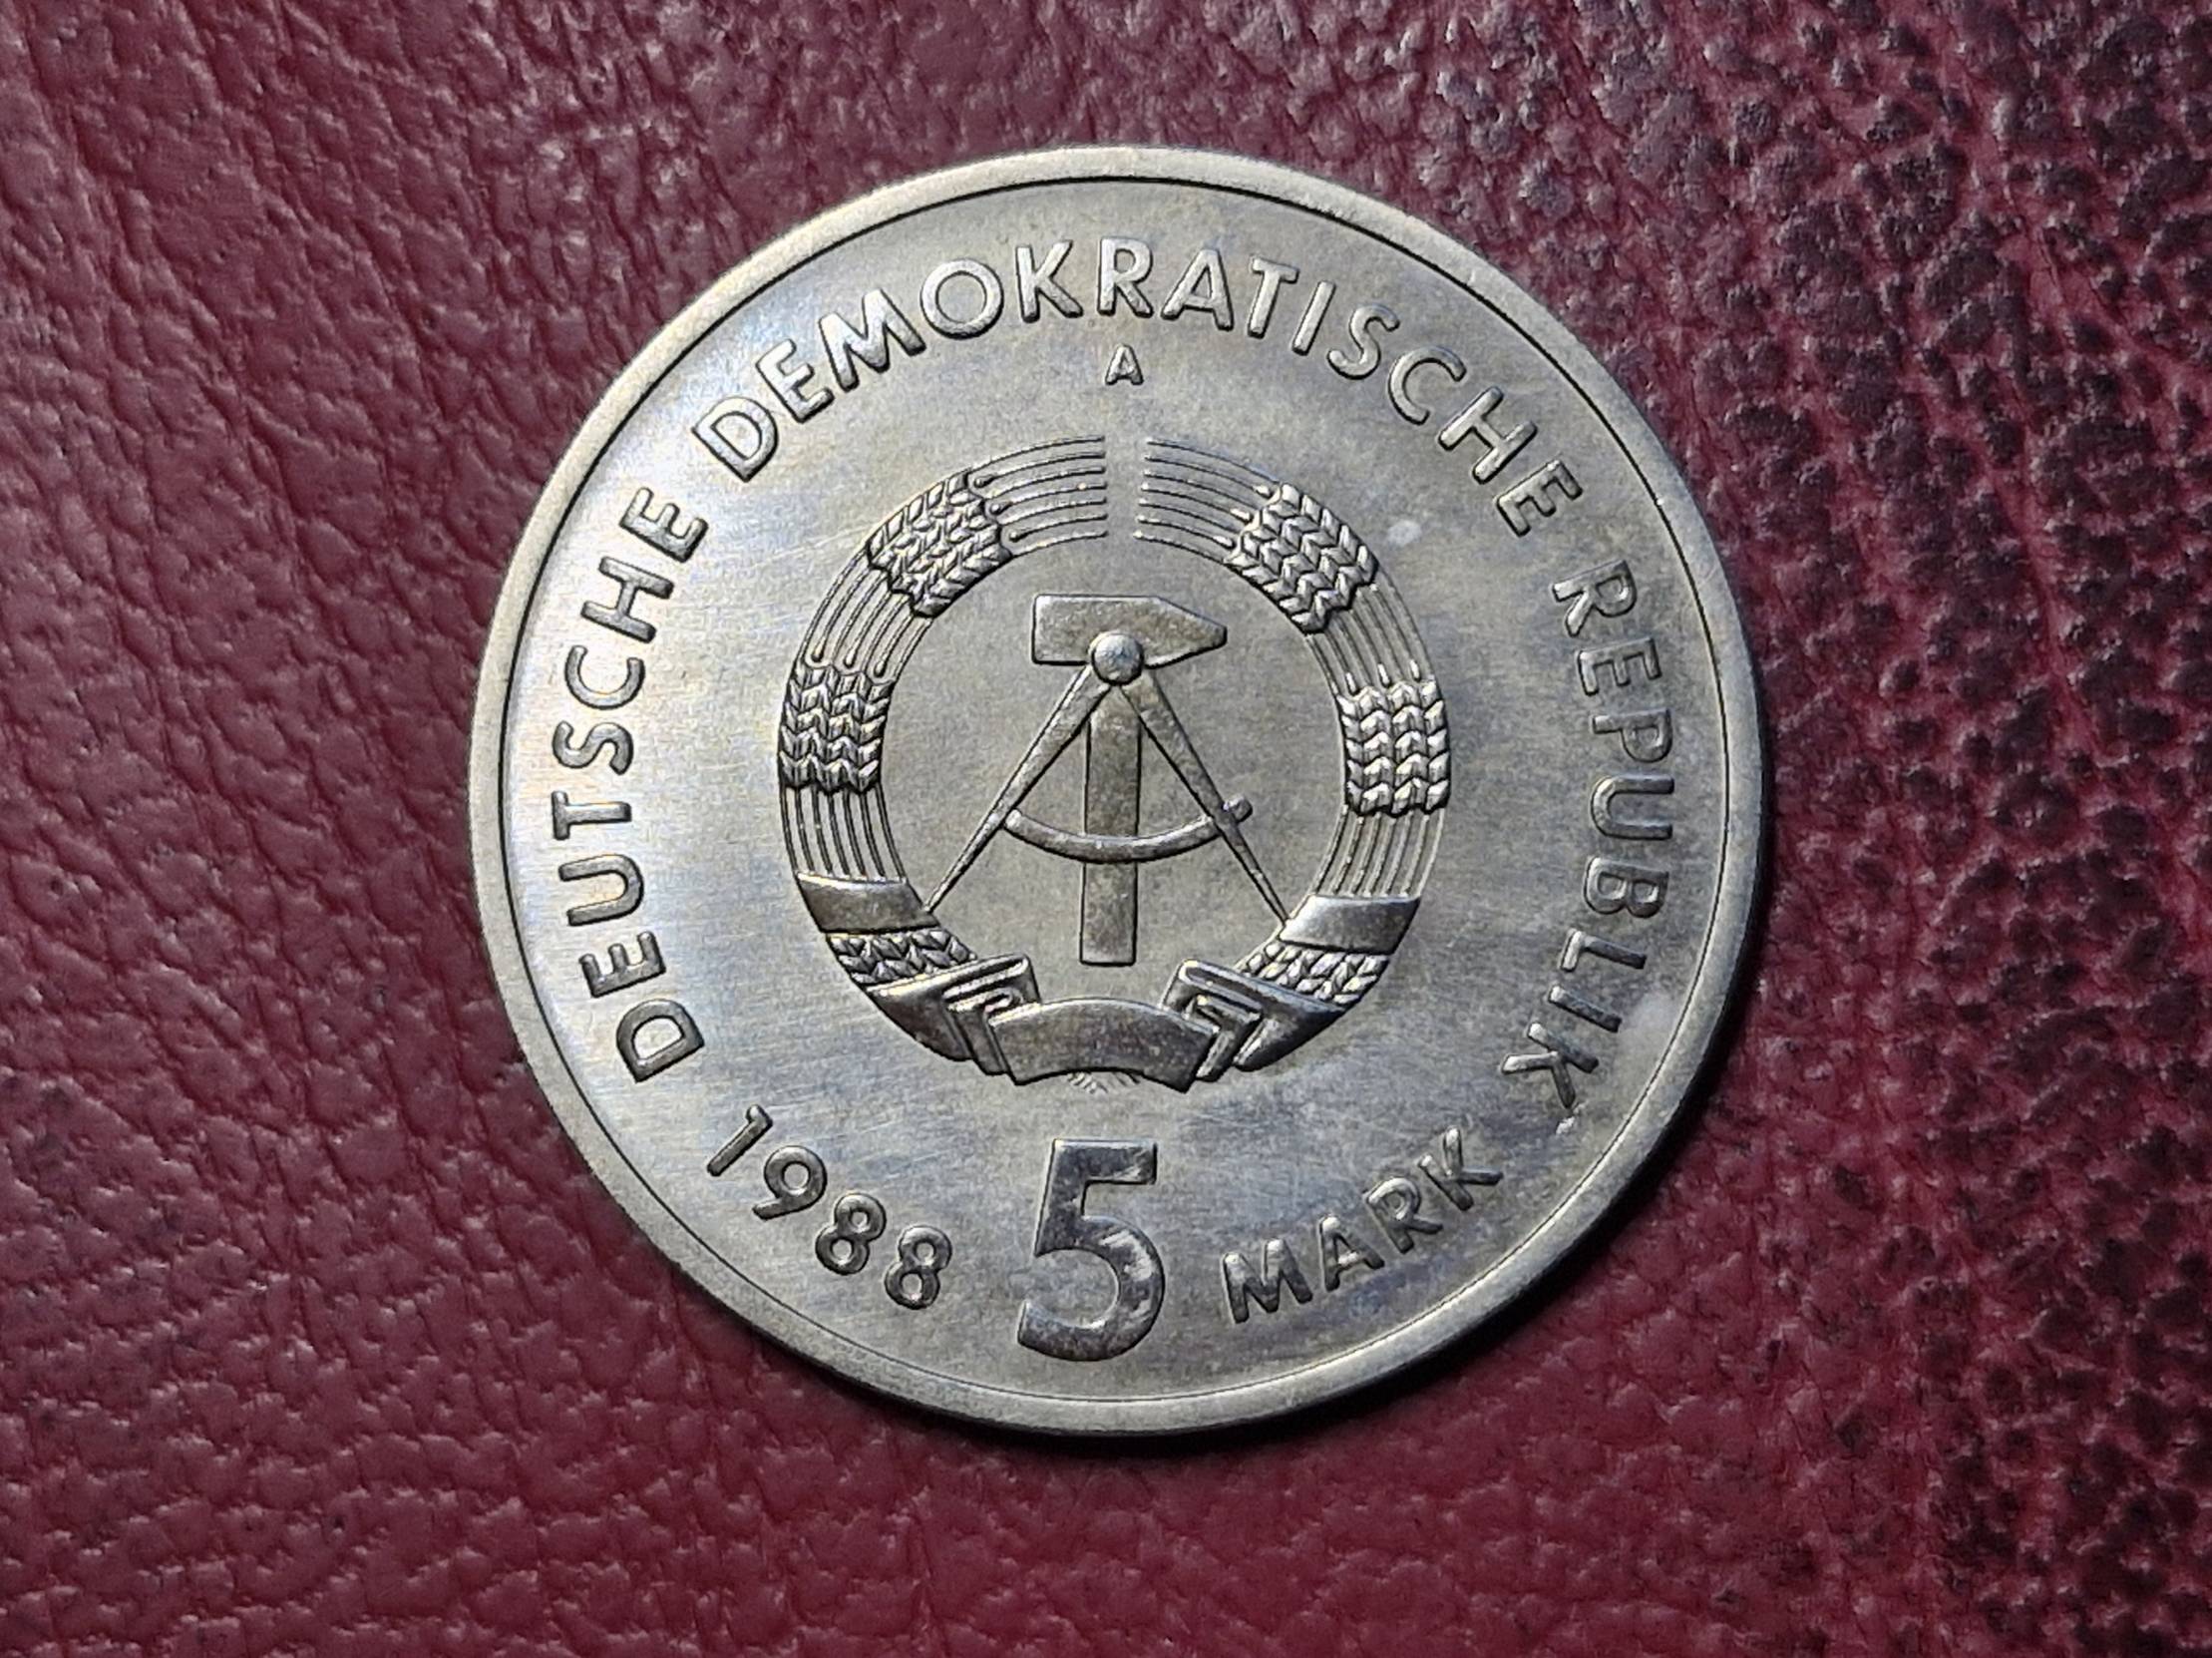 DEUTSCHE DEMOKRATISCHE REPUBLIK
A
1988 5 MARK